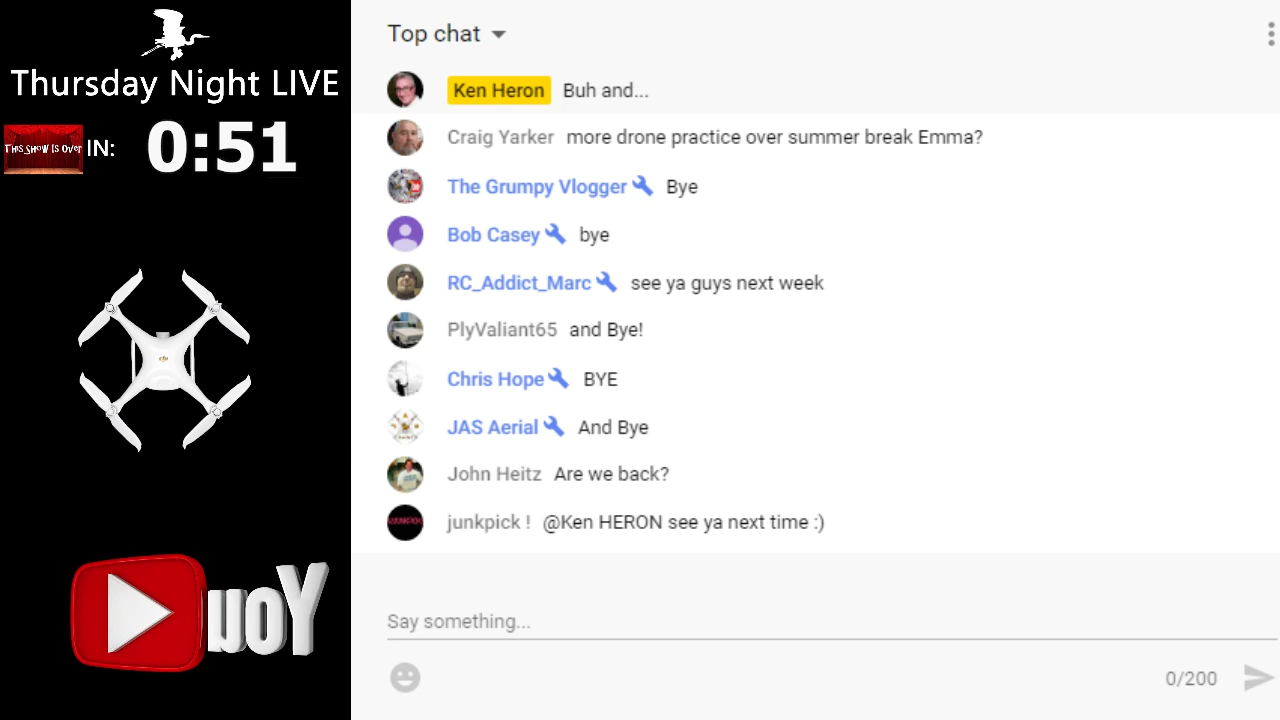 Thursday Night LIVE
THIS SHOW IS OVER IN: 0:51
You
Top chat
Ken Heron Buh and...
Craig Yarker more drone practice over summer break Emma?
The Grumpy Vlogger Bye
Bob Casey bye
RC_Addict_Marc see ya guys next week
PlyValiant65 and Bye!
Chris Hope BYE
JAS Aerial And Bye
John Heitz Are we back?
junkpick ! @Ken HERON see ya next time :)
Say something...
0/200